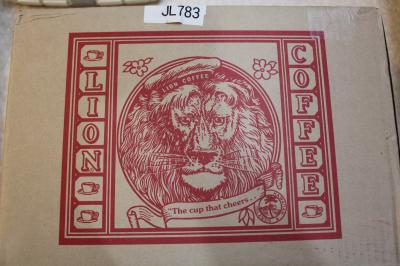 JL783
LION
LION COFFEE
COFFEE
"The cup that cheers...